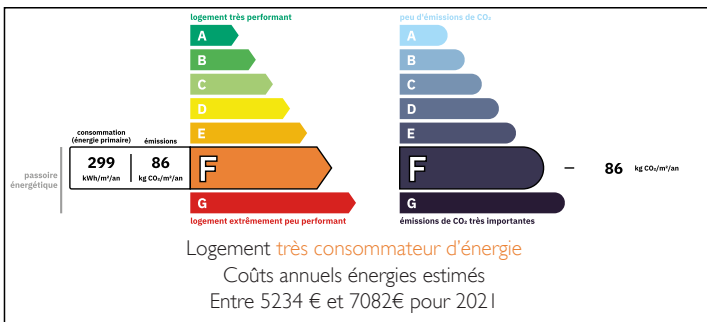 logement très performant
A
B
C
D
E
consommation
(énergie primaire)
émissions
299
kWh/m²/an
86
kg CO₂/m²/an
F
passoire
énergétique
G
logement extrêmement peu performant
peu d'émissions de CO₂
A
B
C
D
E
F
86 kg CO₂/m²/an
G
émissions de CO₂ très importantes
Logement très consommateur d'énergie
Coûts annuels énergies estimés
Entre 5234 € et 7082€ pour 2021